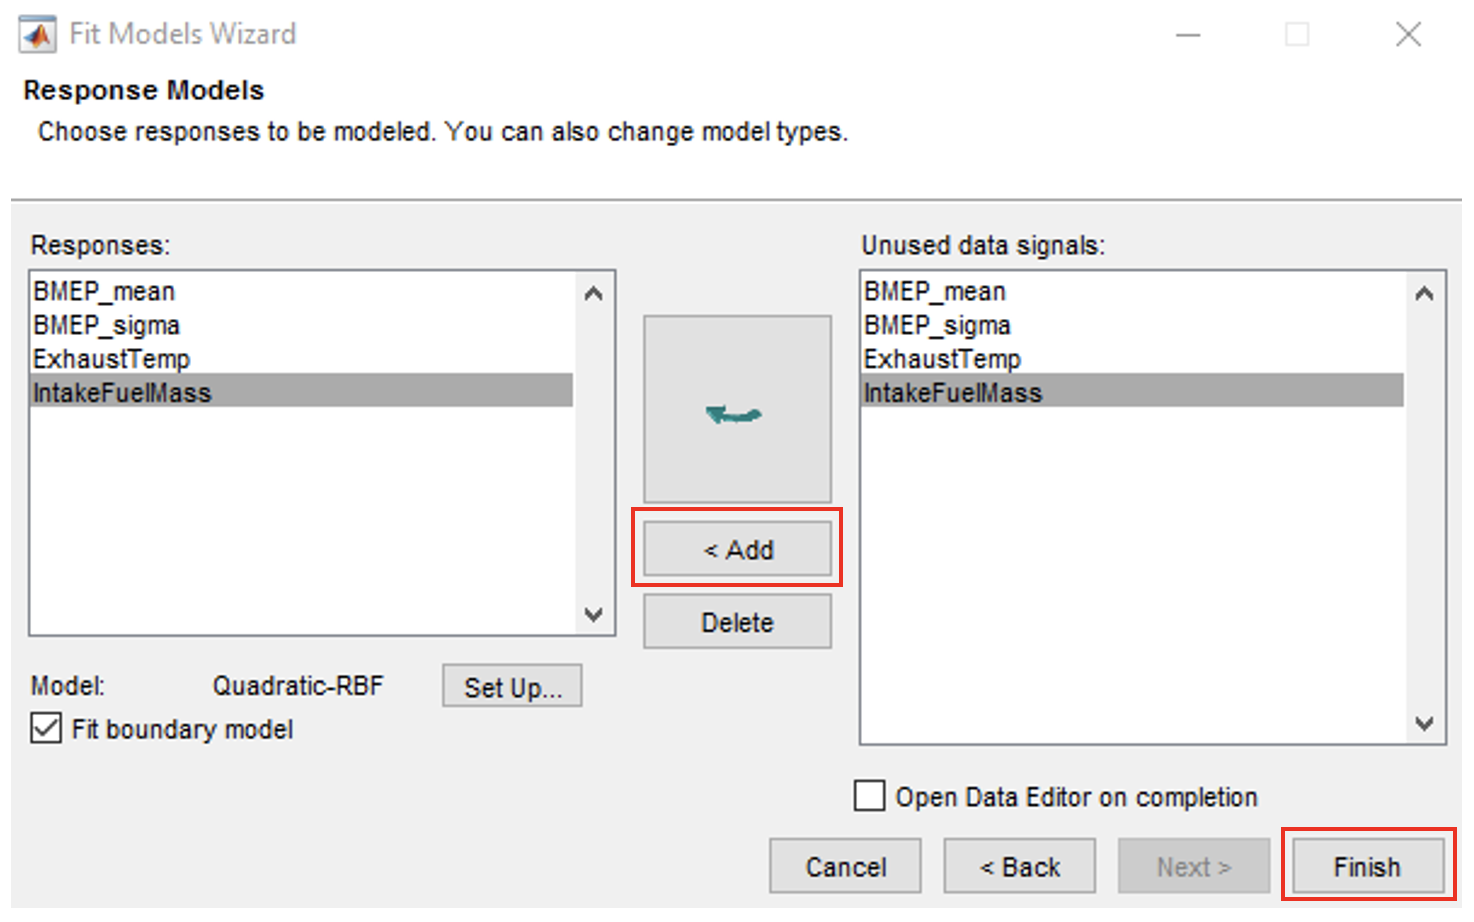 Fit Models Wizard
Response Models
Choose responses to be modeled. You can also change model types.
Responses:
BMEP_mean
BMEP_sigma
ExhaustTemp
IntakeFuelMass
< Add
Delete
Unused data signals:
BMEP_mean
BMEP_sigma
ExhaustTemp
IntakeFuelMass
Model: Quadratic-RBF Set Up...
Fit boundary model
Open Data Editor on completion
Cancel < Back Next > Finish